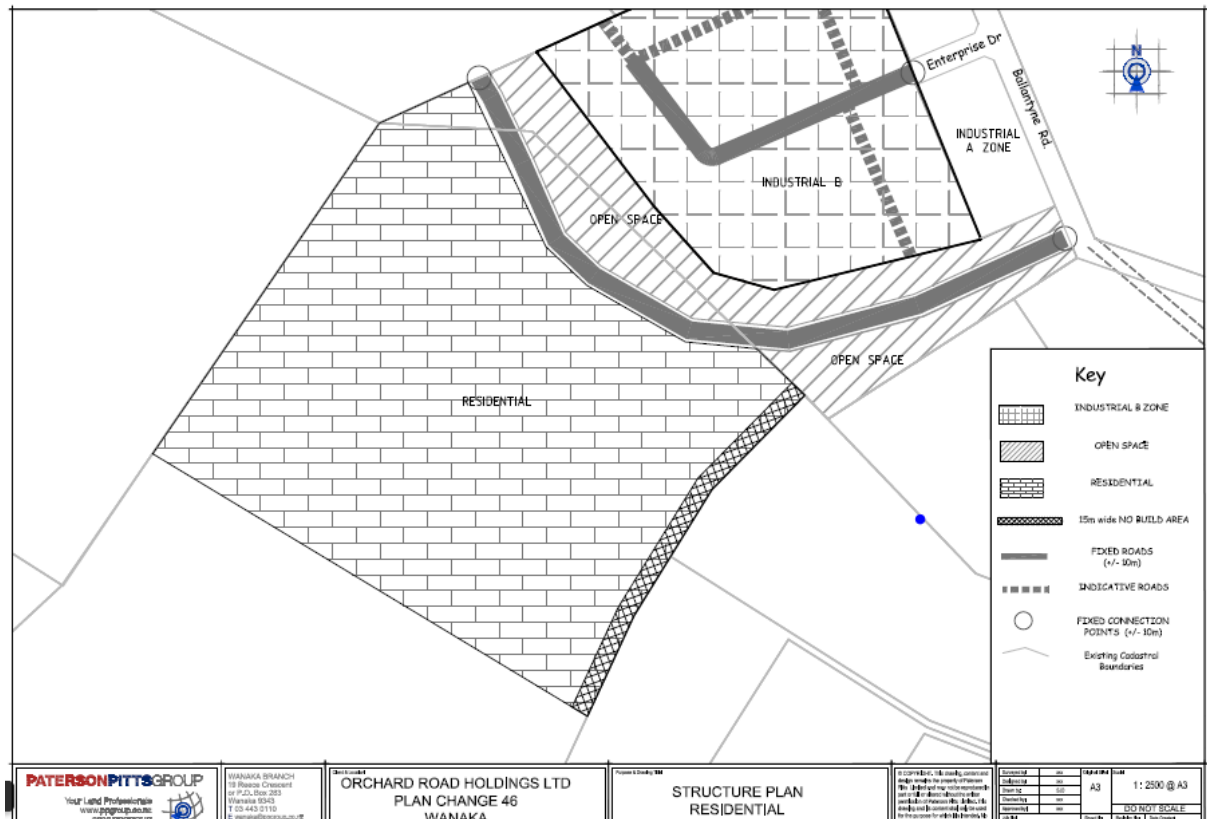 N
Enterprise Dr
Ballantyne Rd.
INDUSTRIAL
A ZONE
INDUSTRIAL B
OPEN SPACE
OPEN SPACE
RESIDENTIAL
Key
INDUSTRIAL B ZONE
OPEN SPACE
RESIDENTIAL
15m wide NO BUILD AREA
FIXED ROADS
(+/- 10m)
INDICATIVE ROADS
FIXED CONNECTION
POINTS (+/- 10m)
Existing Cadastral
Boundaries
PATERSONPITTSGROUP
Your Land Professionals
www.ppgroup.co.nz
WANAKA BRANCH
19 Reece Crescent
or P.O. Box 283
Wanaka 9343
T 03 443 0110
ORCHARD ROAD HOLDINGS LTD
PLAN CHANGE 46
WANAKA
STRUCTURE PLAN
RESIDENTIAL
A3
1 : 2500 @ A3
DO NOT SCALE